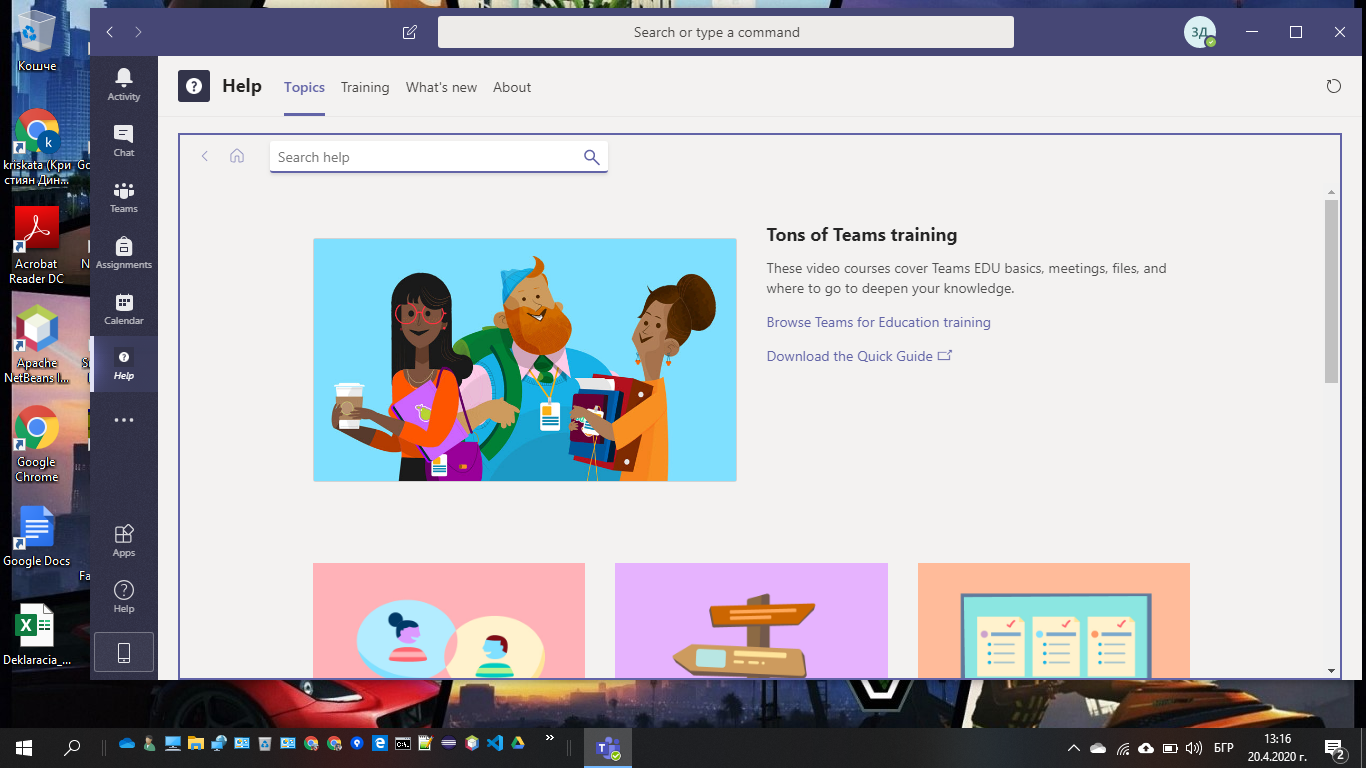 Search or type a command
ЗД
Кошче
kriskata (Кри
стиян Дин...
Acrobat
Reader DC
Apache
NetBeans I...
Google
Chrome
Google Docs
Deklaracia_...
Activity
Chat
Teams
Assignments
Calendar
Help
Apps
Help
Help
Topics
Training
What's new
About
Search help
Tons of Teams training
These video courses cover Teams EDU basics, meetings, files, and
where to go to deepen your knowledge.
Browse Teams for Education training
Download the Quick Guide
БГР
13:16
20.4.2020 г.
2